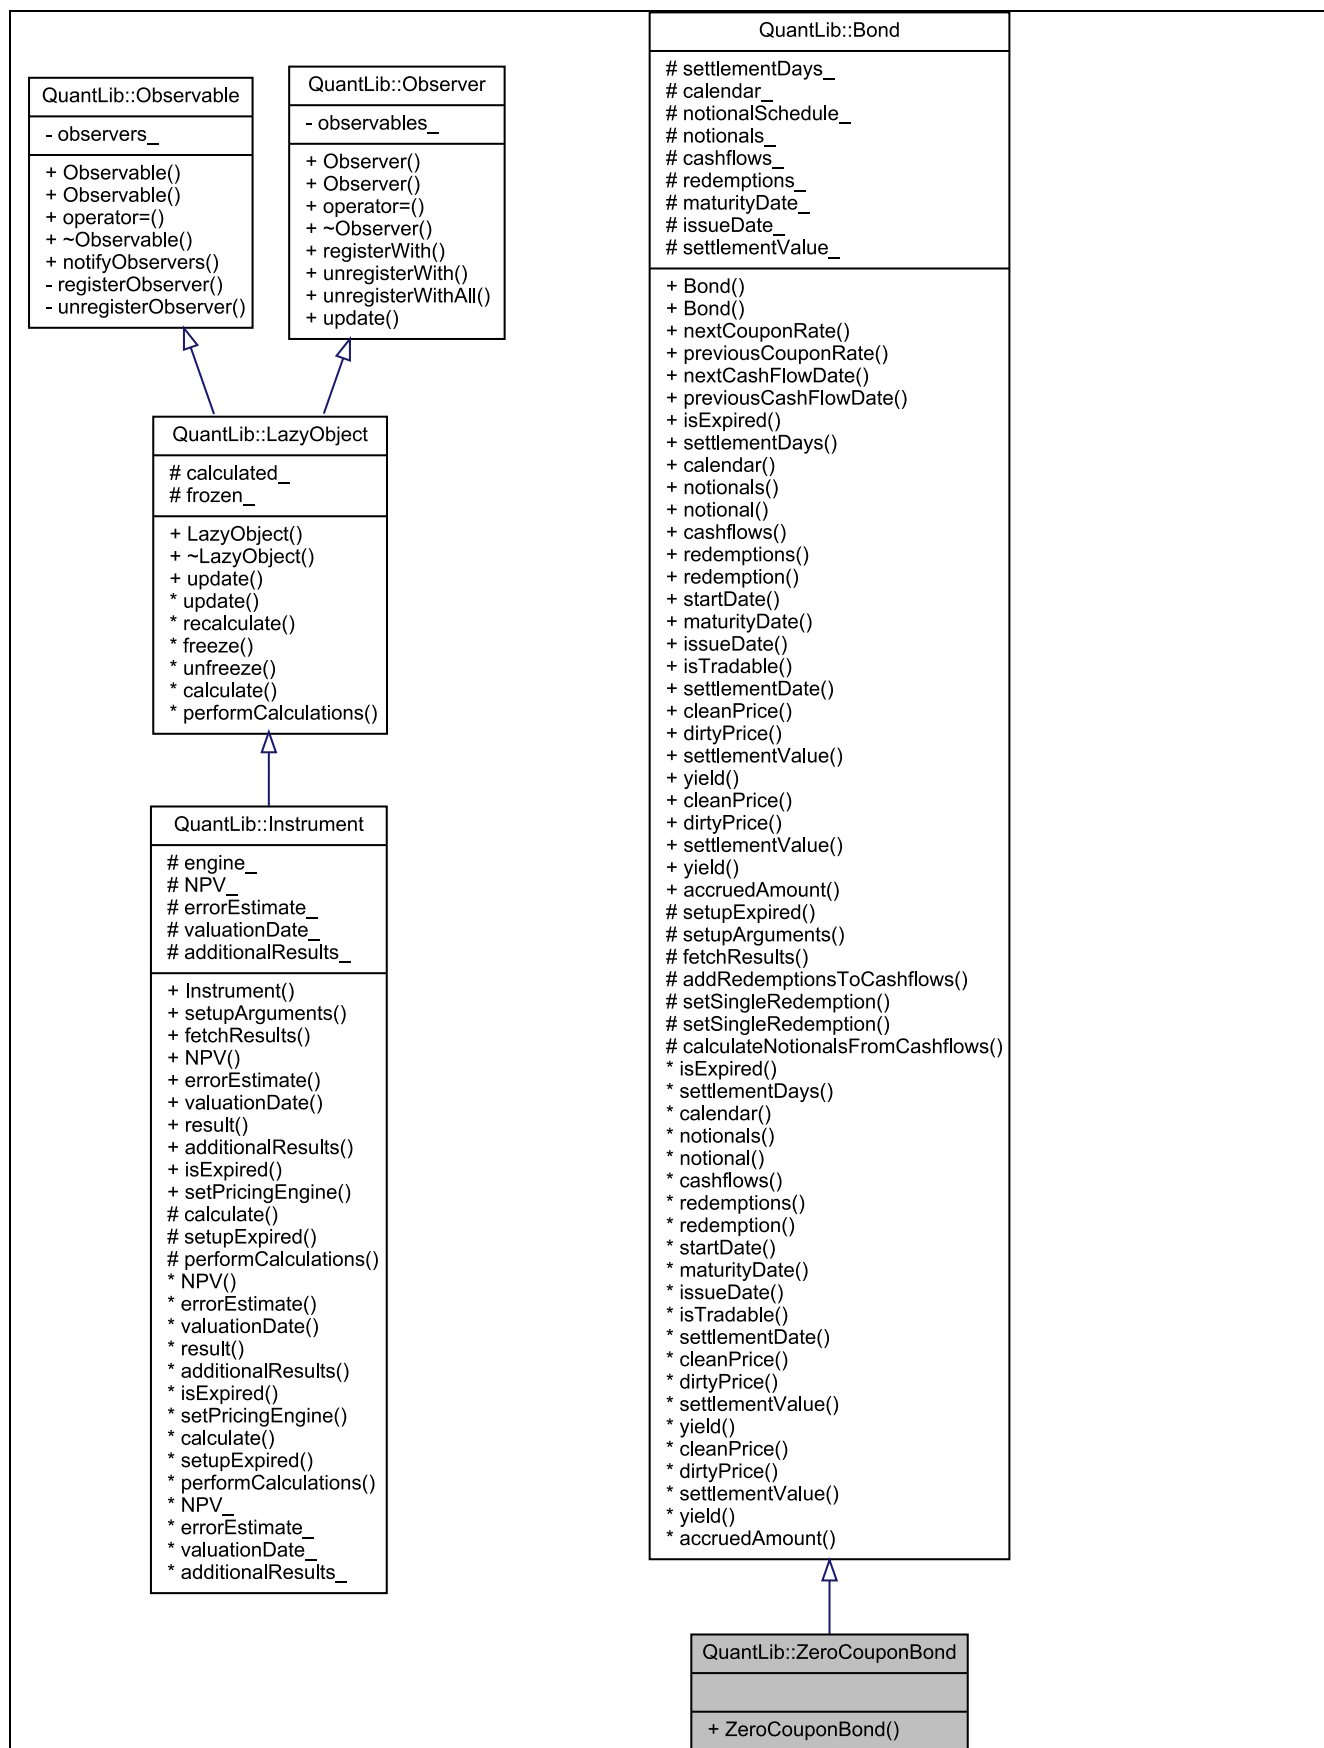 QuantLib::Observable
- observers_
+ Observable()
+ Observable()
+ operator=()
+ ~Observable()
+ notifyObservers()
- registerObserver()
- unregisterObserver()
QuantLib::Observer
- observables_
+ Observer()
+ Observer()
+ operator=()
+ ~Observer()
+ registerWith()
+ unregisterWith()
+ unregisterWithAll()
+ update()
QuantLib::LazyObject
# calculated_
# frozen_
+ LazyObject()
+ ~LazyObject()
+ update()
* update()
* recalculate()
* freeze()
* unfreeze()
* calculate()
* performCalculations()
QuantLib::Instrument
# engine_
# NPV_
# errorEstimate_
# valuationDate_
# additionalResults_
+ Instrument()
+ setupArguments()
+ fetchResults()
+ NPV()
+ errorEstimate()
+ valuationDate()
+ result()
+ additionalResults()
+ isExpired()
+ setPricingEngine()
# calculate()
# setupExpired()
# performCalculations()
* NPV()
* errorEstimate()
* valuationDate()
* result()
* additionalResults()
* isExpired()
* setPricingEngine()
* calculate()
* setupExpired()
* performCalculations()
* NPV_
* errorEstimate_
* valuationDate_
* additionalResults_
QuantLib::Bond
# settlementDays_
# calendar_
# notionalSchedule_
# notionals_
# cashflows_
# redemptions_
# maturityDate_
# issueDate_
# settlementValue_
+ Bond()
+ Bond()
+ nextCouponRate()
+ previousCouponRate()
+ nextCashFlowDate()
+ previousCashFlowDate()
+ isExpired()
+ settlementDays()
+ calendar()
+ notionals()
+ notional()
+ cashflows()
+ redemptions()
+ redemption()
+ startDate()
+ maturityDate()
+ issueDate()
+ isTradable()
+ settlementDate()
+ cleanPrice()
+ dirtyPrice()
+ settlementValue()
+ yield()
+ cleanPrice()
+ dirtyPrice()
+ settlementValue()
+ yield()
+ accruedAmount()
# setupExpired()
# setupArguments()
# fetchResults()
# addRedemptionsToCashflows()
# setSingleRedemption()
# setSingleRedemption()
# calculateNotionalsFromCashflows()
* isExpired()
* settlementDays()
* calendar()
* notionals()
* notional()
* cashflows()
* redemptions()
* redemption()
* startDate()
* maturityDate()
* issueDate()
* isTradable()
* settlementDate()
* cleanPrice()
* dirtyPrice()
* settlementValue()
* yield()
* cleanPrice()
* dirtyPrice()
* settlementValue()
* yield()
* accruedAmount()
QuantLib::ZeroCouponBond
+ ZeroCouponBond()